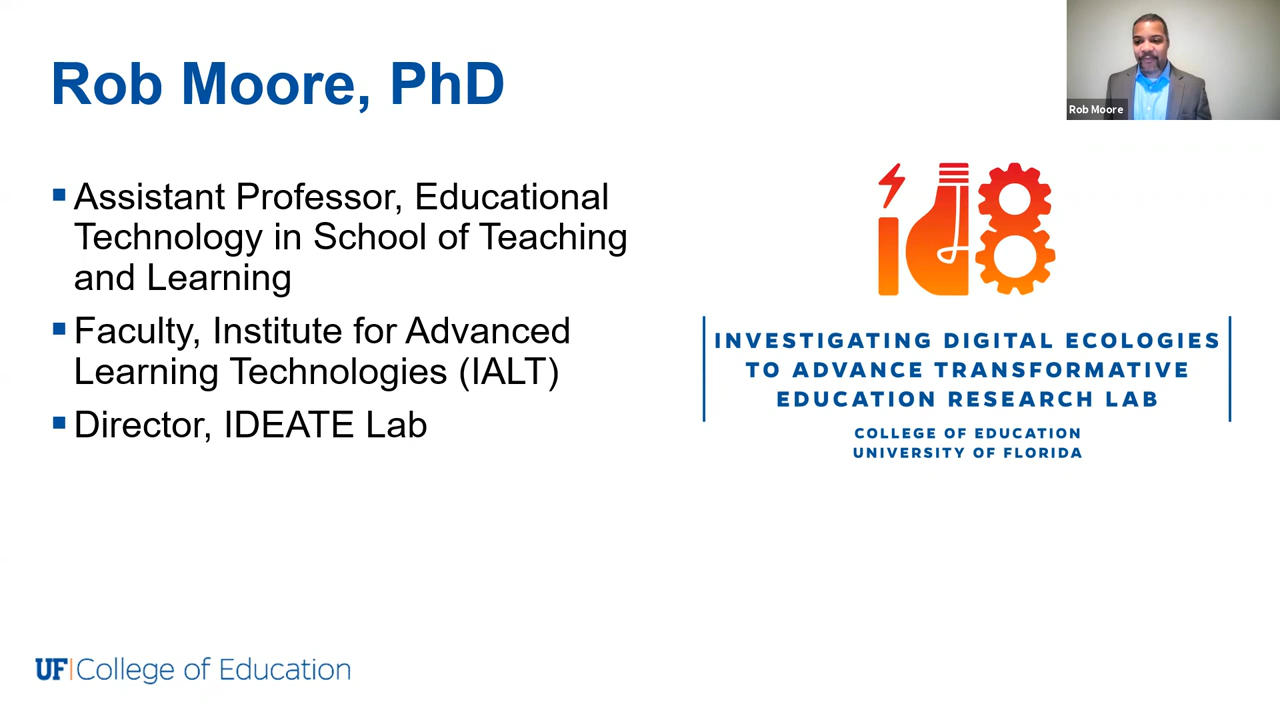 Rob Moore, PhD
Rob Moore
Assistant Professor, Educational
Technology in School of Teaching
and Learning
Faculty, Institute for Advanced
Learning Technologies (IALT)
Director, IDEATE Lab
id8
INVESTIGATING DIGITAL ECOLOGIES
TO ADVANCE TRANSFORMATIVE
EDUCATION RESEARCH LAB
COLLEGE OF EDUCATION
UNIVERSITY OF FLORIDA
UF College of Education